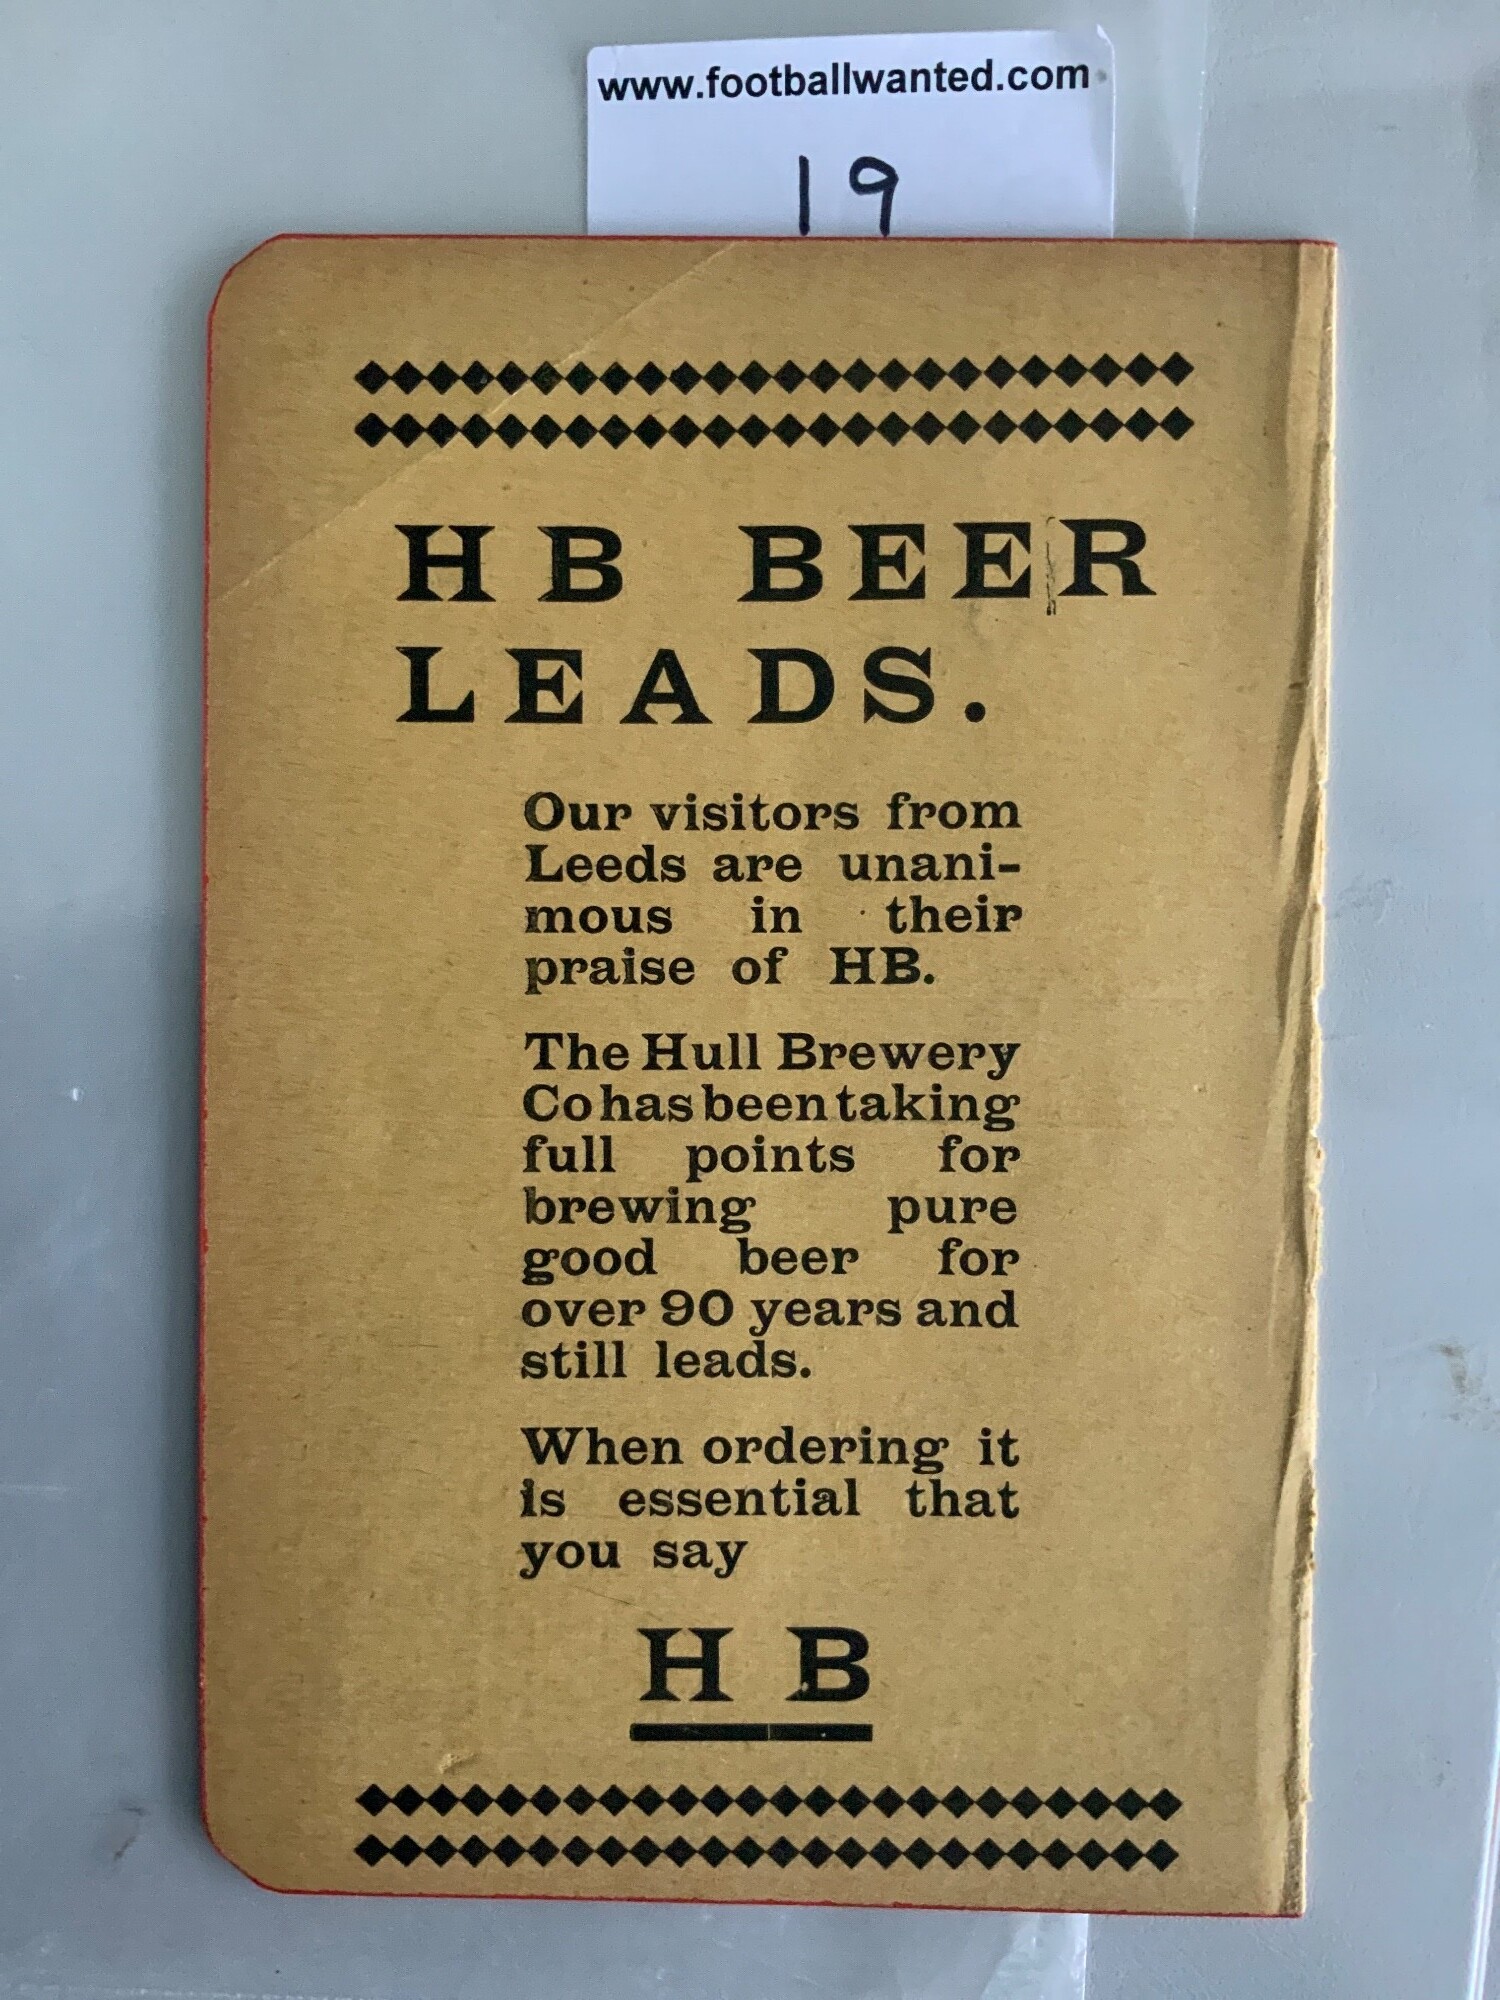 www.footballwanted.com
19
HB BEER
LEADS.
Our visitors from
Leeds are unani-
mous in their
praise of HB.
The Hull Brewery
Co has been taking
full points for
brewing pure
good beer for
over 90 years and
still leads.
When ordering it
is essential that
you say
HB